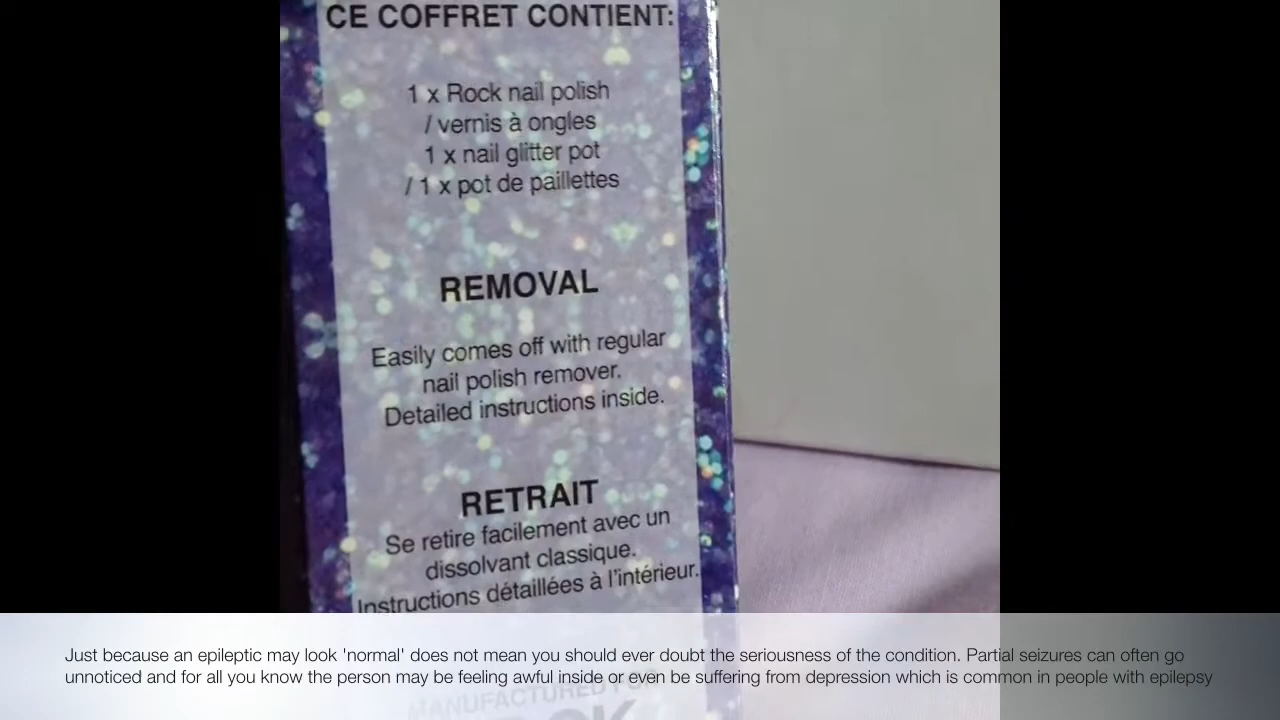 CE COFFRET CONTIENT:
1 x Rock nail polish
/ vernis à ongles
1 x nail glitter pot
/ 1 x pot de paillettes
REMOVAL
Easily comes off with regular
nail polish remover.
Detailed instructions inside.
RETRAIT
Se retire facilement avec un
dissolvant classique.
Instructions détaillées à l'intérieur.
Just because an epileptic may look 'normal' does not mean you should ever doubt the seriousness of the condition. Partial seizures can often go
unnoticed and for all you know the person may be feeling awful inside or even be suffering from depression which is common in people with epilepsy
MANUFACTURED